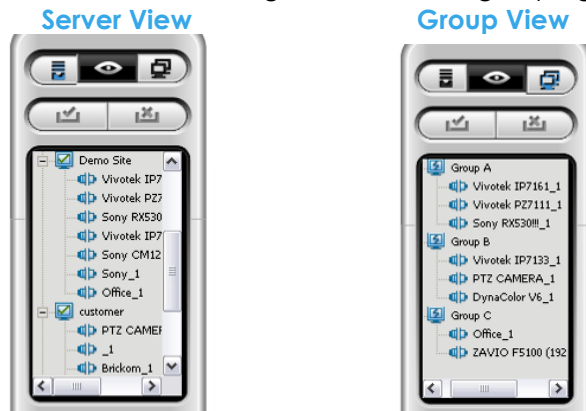 Server View
Demo Site
Vivotek IP7
Vivotek PZ7
Sony RX530
Vivotek IP7
Sony CM12
Sony_1
Office_1
customer
PTZ CAMER
_1
Brickom_1
Group View
Group A
Vivotek IP7161_1
Vivotek PZ7111_1
Sony RX530!!!_1
Group B
Vivotek IP7133_1
PTZ CAMERA_1
DynaColor V6_1
Group C
Office_1
ZAVIO F5100 (192